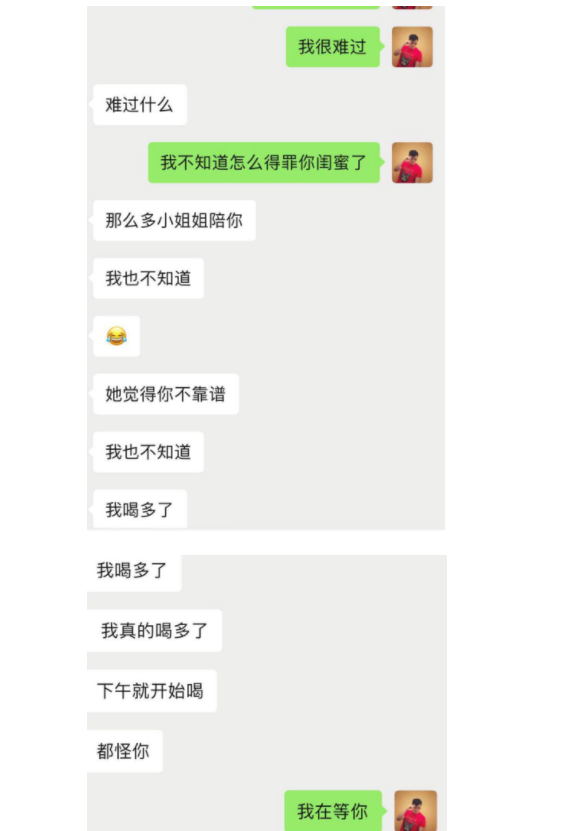 我很难过
难过什么
我不知道怎么得罪你闺蜜了
那么多小姐姐陪你
我也不知道
😂
她觉得你不靠谱
我也不知道
我喝多了
我喝多了
我真的喝多了
下午就开始喝
都怪你
我在等你